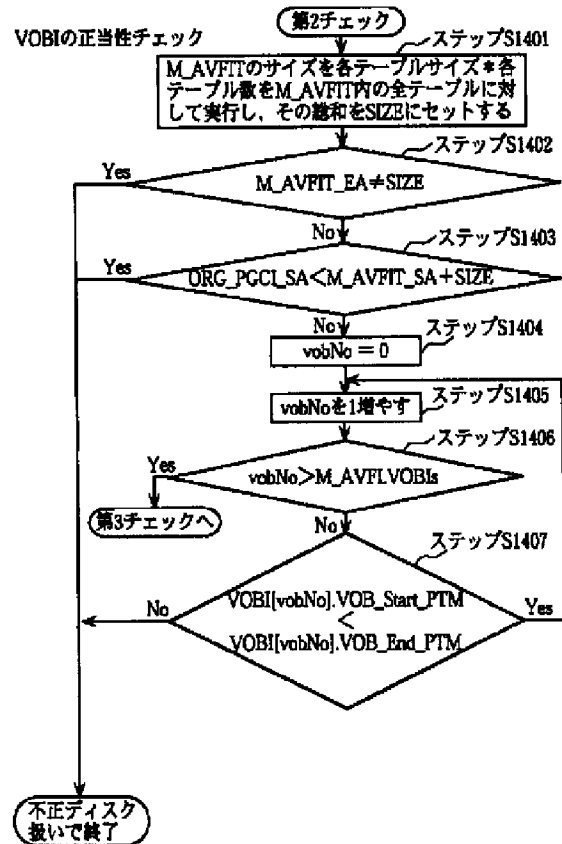 VOBIの正当性チェック
第2チェック
ステップS1401
M_AVFITのサイズを各テーブルサイズ*各
テーブル数をM_AVFIT内の全テーブルに対
して実行し、その総和をSIZEにセットする
ステップS1402
Yes
M_AVFIT_EA≠SIZE
No
ステップS1403
Yes
ORG_PGCI_SA<M_AVFIT_SA+SIZE
No
ステップS1404
vobNo = 0
ステップS1405
vobNoを1増やす
ステップS1406
Yes
vobNo>M_AVFI.VOBIs
第3チェックへ
No
ステップS1407
No
VOBI[vobNo].VOB_Start_PTM
Yes
<
VOBI[vobNo].VOB_End_PTM
不正ディスク
扱いで終了